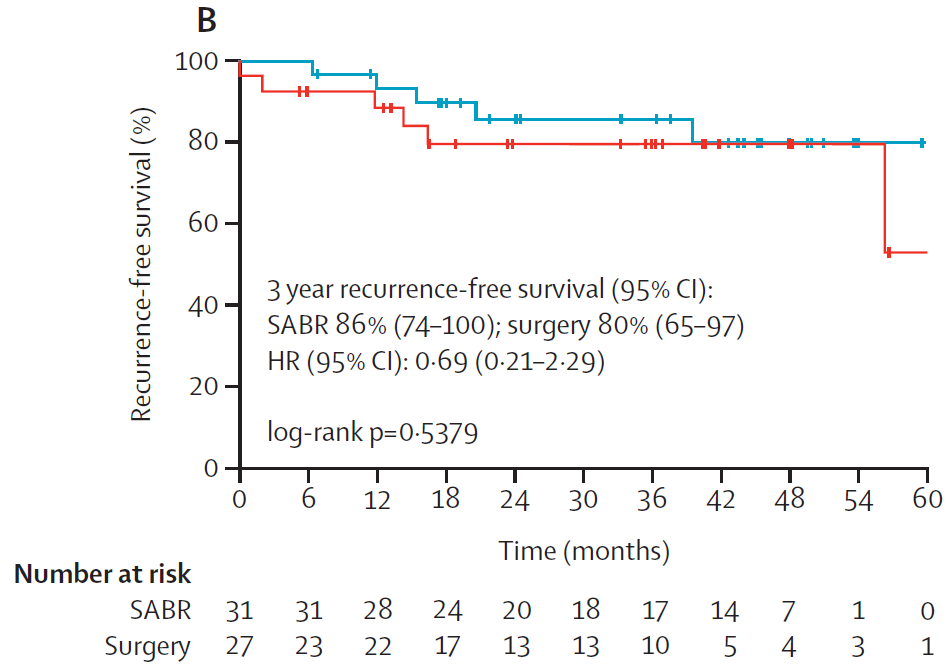 B
100
80
60
40
20
0
Recurrence-free survival (%)
3 year recurrence-free survival (95% CI):
SABR 86% (74–100); surgery 80% (65–97)
HR (95% CI): 0·69 (0·21–2·29)
log-rank p=0·5379
0 6 12 18 24 30 36 42 48 54 60
Time (months)
Number at risk
SABR 31 31 28 24 20 18 17 14 7 1 0
Surgery 27 23 22 17 13 13 10 5 4 3 1